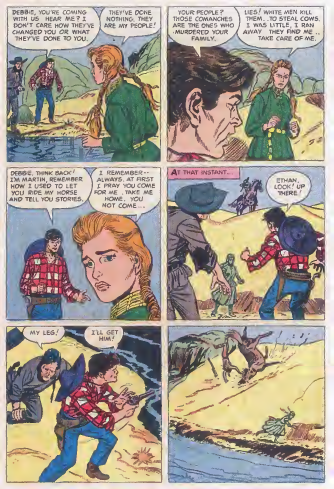 DEBBIE, YOU'RE COMING
WITH US HEAR ME? I
DON'T CARE HOW THEY'VE
CHANGED YOU OR WHAT
THEY'VE DONE TO YOU.
THEY'VE DONE
NOTHING. THEY
ARE MY PEOPLE!
YOUR PEOPLE?
THOSE COMANCHES
ARE THE ONES WHO
MURDERED YOUR
FAMILY.
LIES! WHITE MEN KILL
THEM.. TO STEAL COWS.
I WAS LITTLE, I RAN
AWAY THEY FIND ME..
TAKE CARE OF ME.
DEBBIE, THINK BACK!
I'M MARTIN, REMEMBER
HOW I USED TO LET
YOU RIDE MY HORSE
AND TELL YOU STORIES.
I REMEMBER--
ALWAYS. AT FIRST
I PRAY YOU COME
FOR ME. TAKE ME
HOME. YOU
NOT COME...
AT THAT INSTANT...
ETHAN,
LOOK! UP
THERE!
MY LEG!
I'LL GET
HIM!